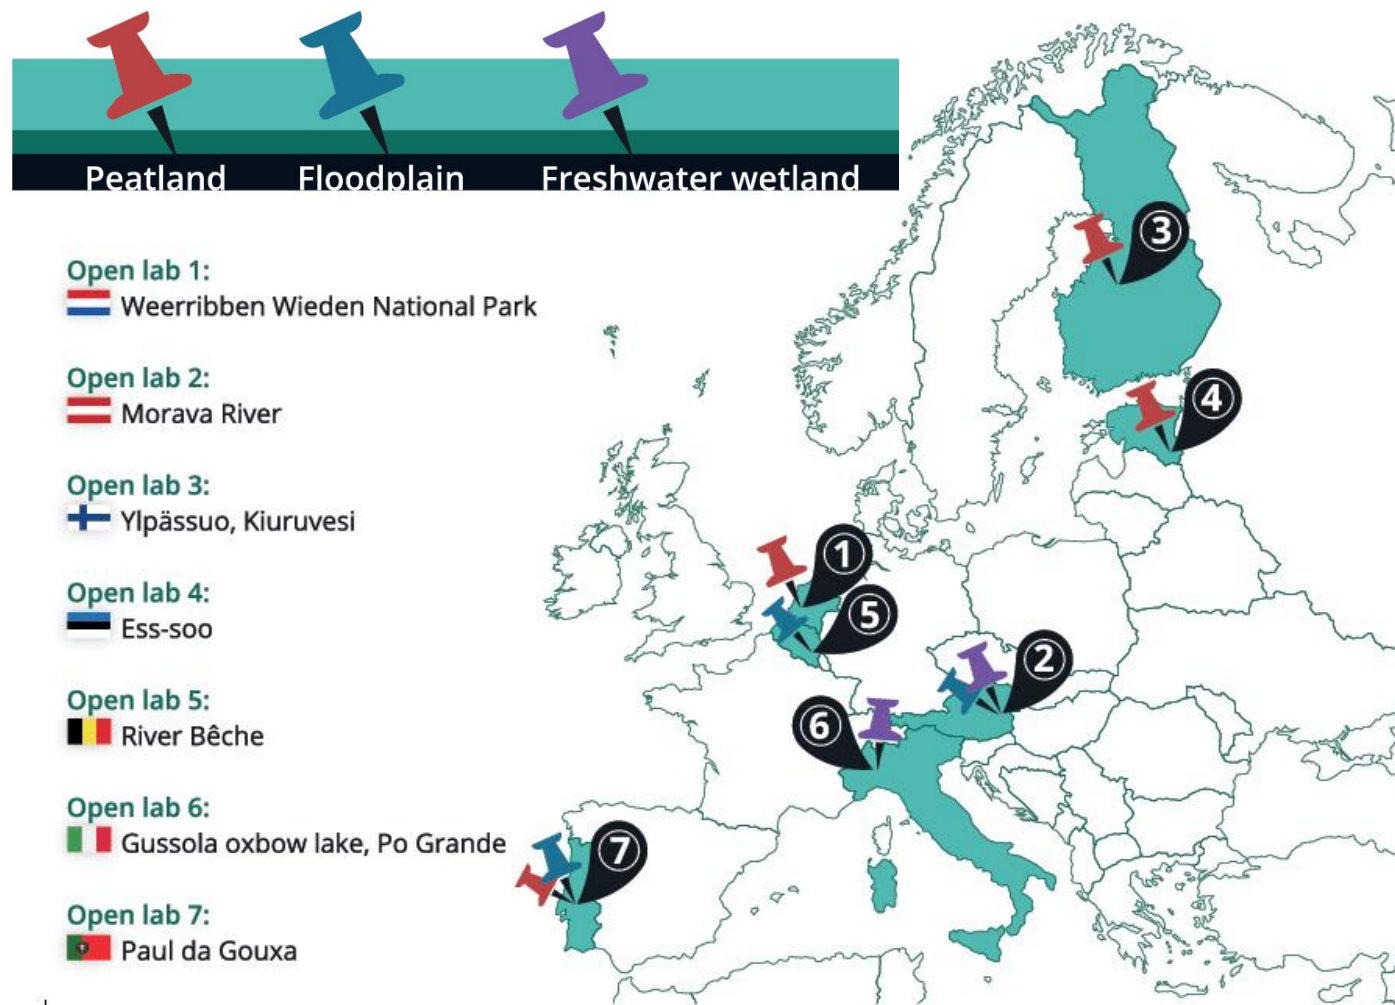 Peatland
Floodplain
Freshwater wetland
Open lab 1:
Weerribben Wieden National Park
Open lab 2:
Morava River
Open lab 3:
Ylpässuo, Kiuruvesi
Open lab 4:
Ess-soo
Open lab 5:
River Bêche
Open lab 6:
Gussola oxbow lake, Po Grande
Open lab 7:
Paul da Gouxa
3
4
1
5
2
6
7